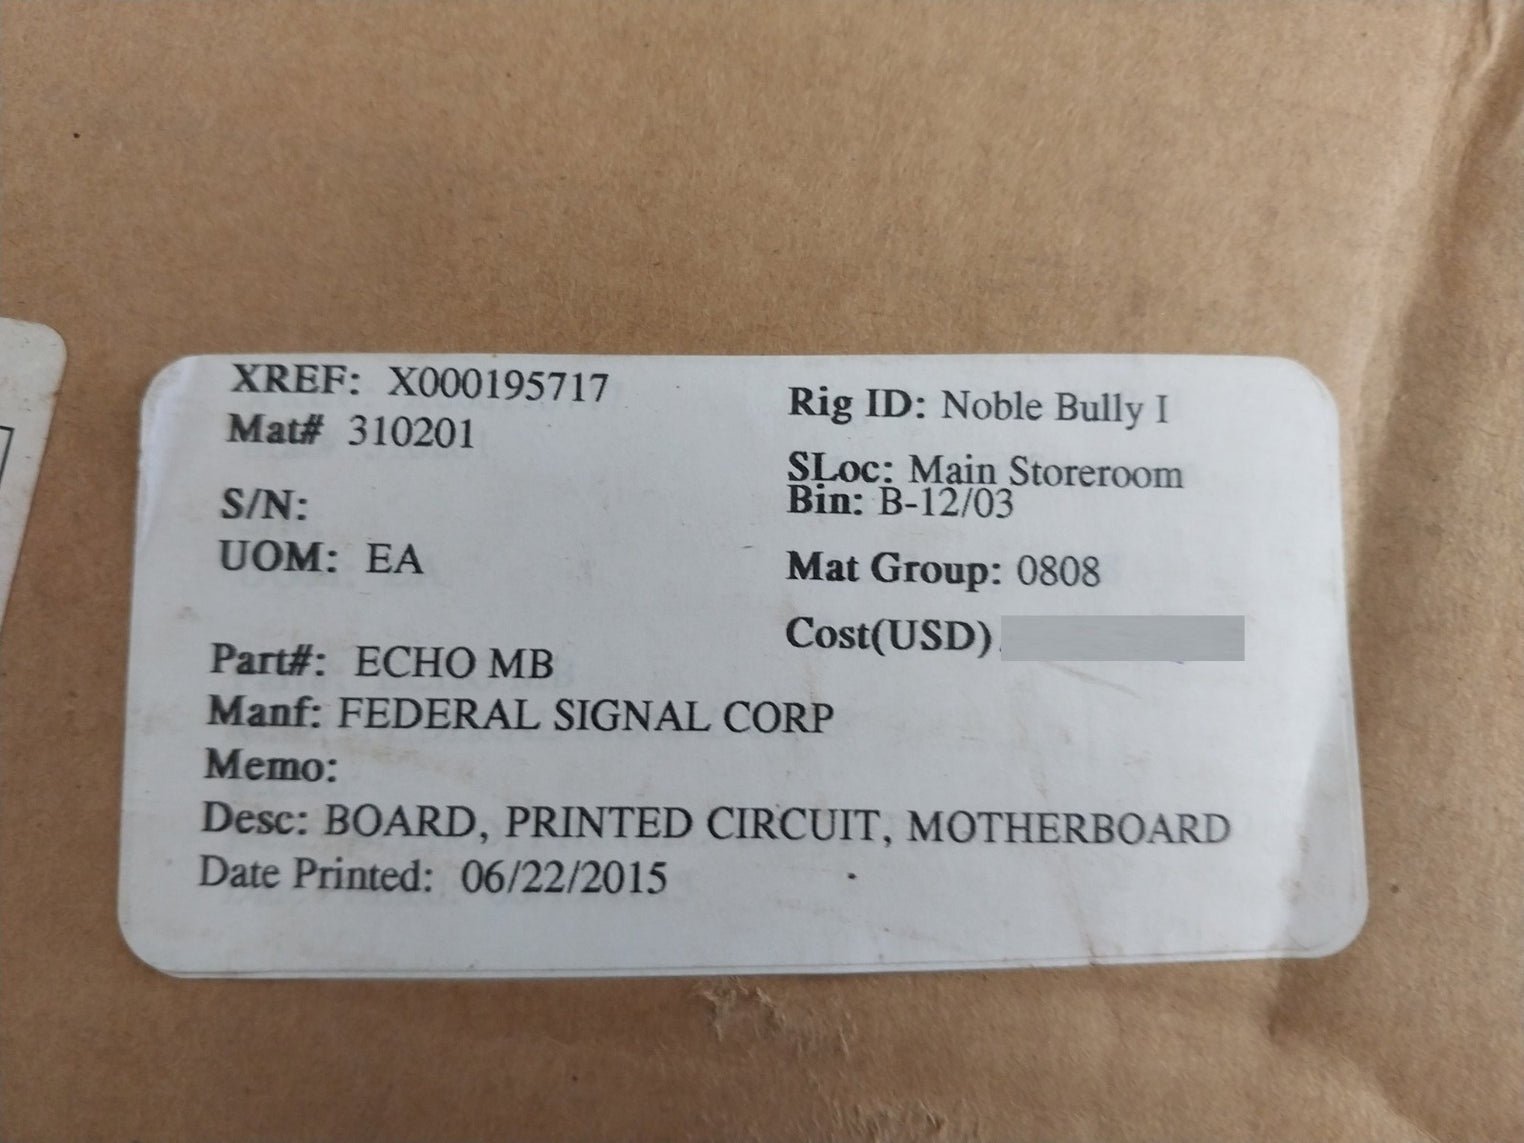 XREF: X000195717
Mat# 310201
S/N:
UOM: EA
Rig ID: Noble Bully I
SLoc: Main Storeroom
Bin: B-12/03
Mat Group: 0808
Cost(USD)
Part#: ECHO MB
Manf: FEDERAL SIGNAL CORP
Memo:
Desc: BOARD, PRINTED CIRCUIT, MOTHERBOARD
Date Printed: 06/22/2015